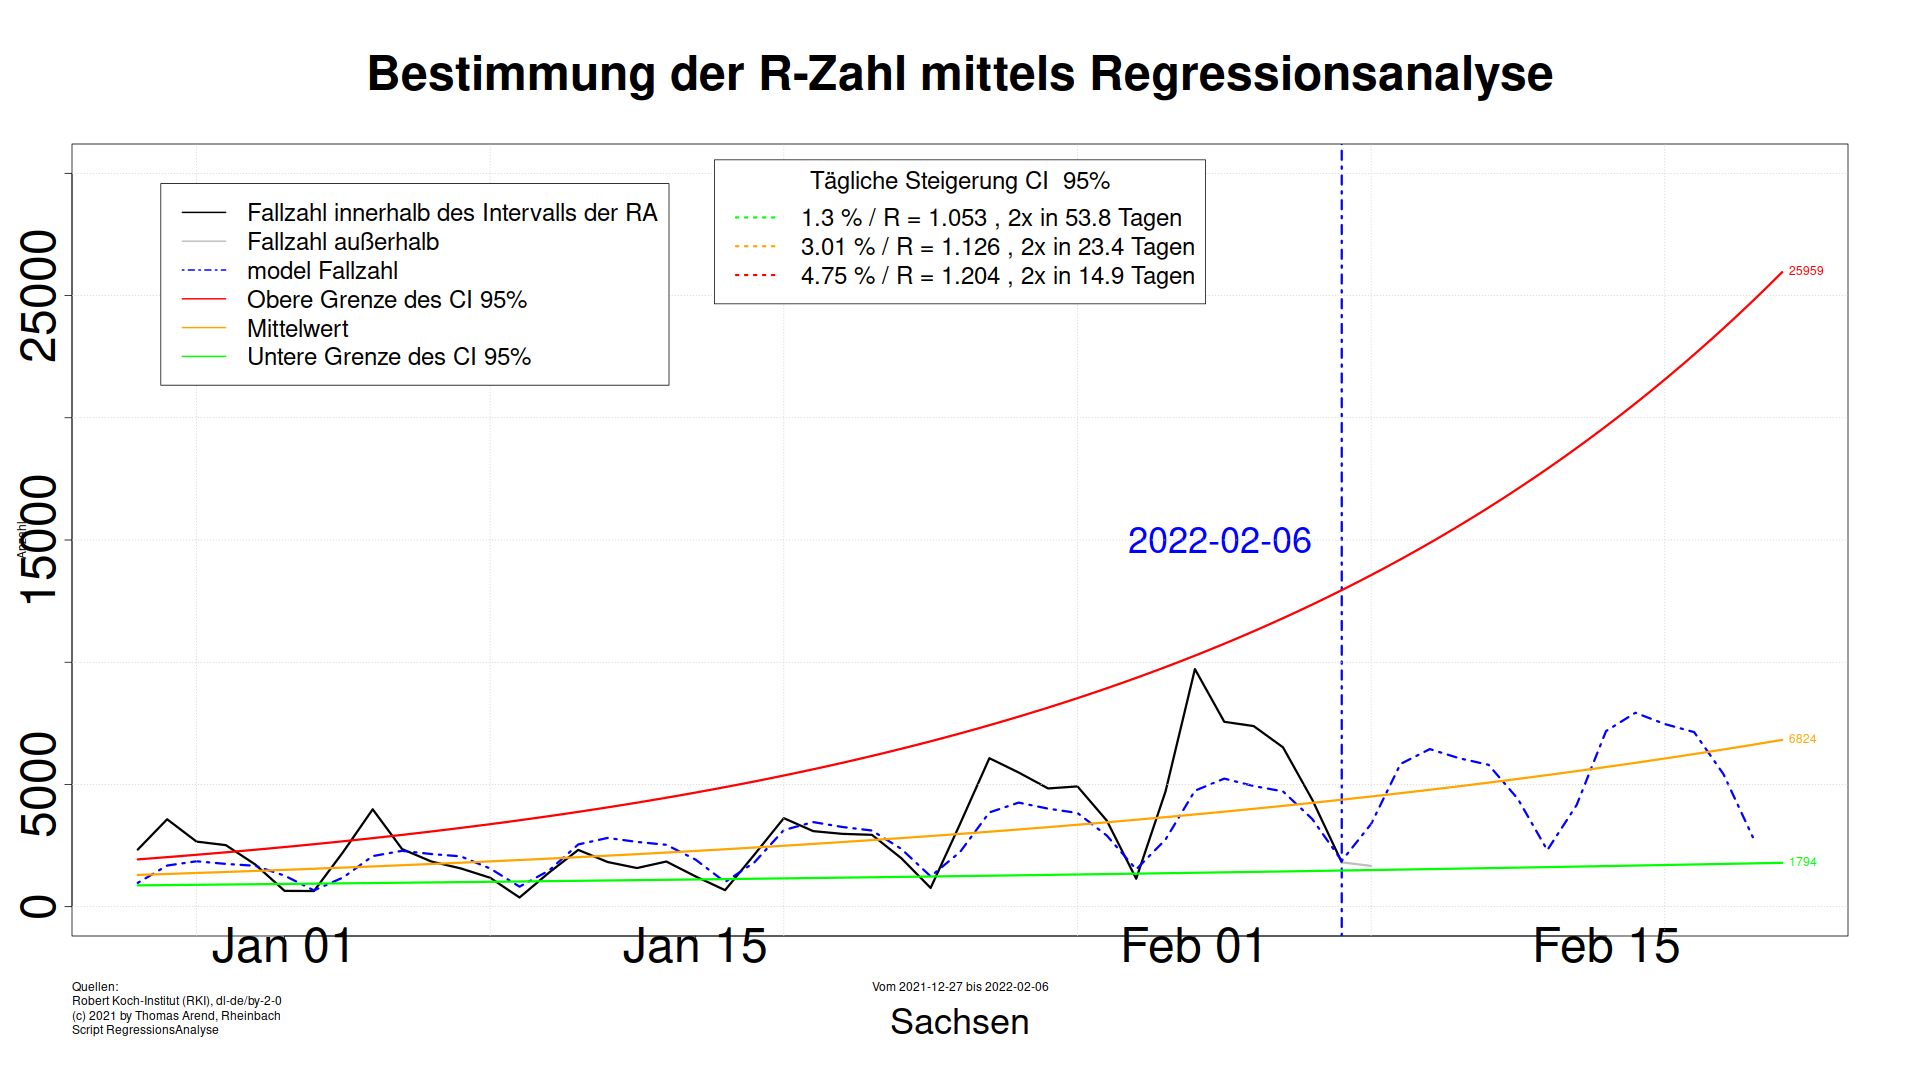 Bestimmung der R-Zahl mittels Regressionsanalyse
Fallzahl innerhalb des Intervalls der RA
Fallzahl außerhalb
model Fallzahl
Obere Grenze des CI 95%
Mittelwert
Untere Grenze des CI 95%
Tägliche Steigerung CI  95%
1.3 % / R = 1.053 , 2x in 53.8 Tagen
3.01 % / R = 1.126 , 2x in 23.4 Tagen
4.75 % / R = 1.204 , 2x in 14.9 Tagen
25000
15000
5000
0
Anzahl
2022-02-06
25959
6824
1794
Jan 01
Jan 15
Feb 01
Feb 15
Quellen:
Robert Koch-Institut (RKI), dl-de/by-2-0
(c) 2021 by Thomas Arend, Rheinbach
Script RegressionsAnalyse
Vom 2021-12-27 bis 2022-02-06
Sachsen